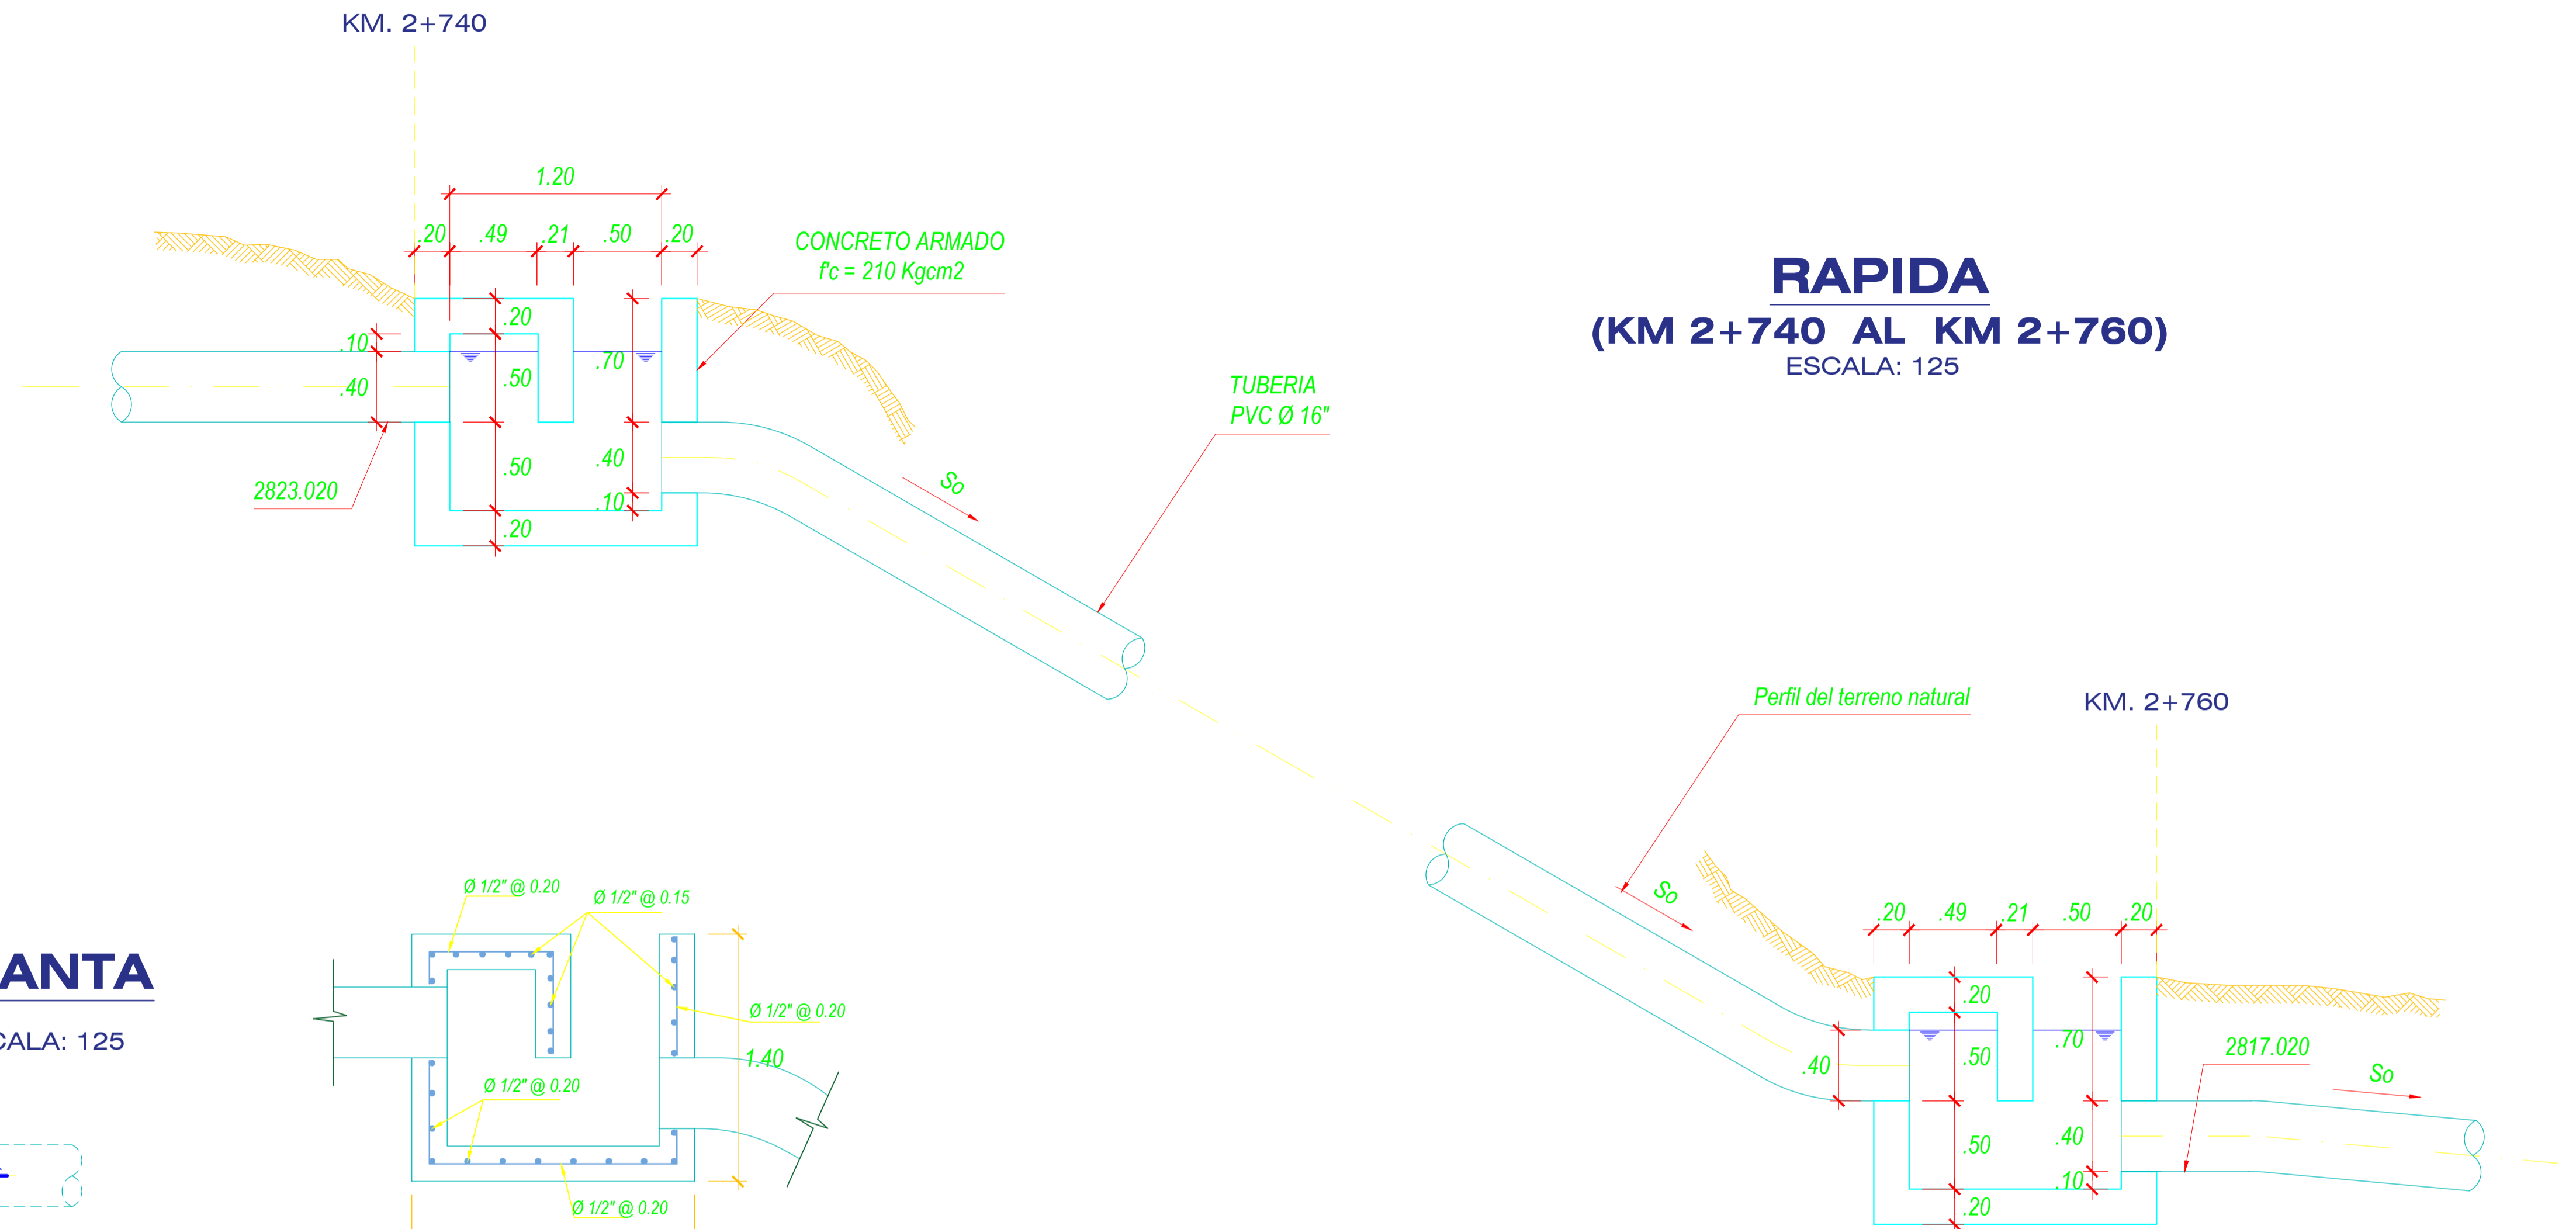 KM. 2+740
1.20
.20
.49
.21
.50
.20
CONCRETO ARMADO
f'c = 210 Kgcm2
RAPIDA
(KM 2+740 AL KM 2+760)
ESCALA: 125
.20
.10
.70
.50
.40
TUBERIA
PVC Ø 16"
.50
.40
So
2823.020
.10
.20
Perfil del terreno natural
KM. 2+760
Ø 1/2" @ 0.20
Ø 1/2" @ 0.15
So
.20
.49
.21
.50
.20
ANTA
Ø 1/2" @ 0.20
.20
CALA: 125
1.40
.70
.50
.40
2817.020
So
Ø 1/2" @ 0.20
.50
.40
.10
Ø 1/2" @ 0.20
.20